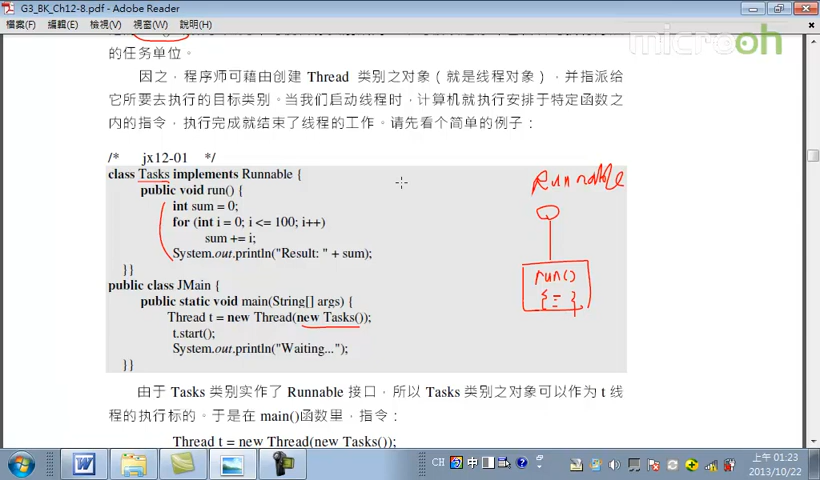 G3_BK_Ch12-8.pdf - Adobe Reader
檔案(F) 編輯(E) 檢視(V) 視窗(W) 說明(H)
microoh
的任务单位。
因之，程序师可藉由创建 Thread 类别之对象（就是线程对象），并指派给
它所要去执行的目标类别。当我们启动线程时，计算机就执行安排于特定函数之
内的指令，执行完成就结束了线程的工作。请先看个简单的例子：
/* jx12-01 */
class Tasks implements Runnable {
public void run() {
int sum = 0;
for (int i = 0; i <= 100; i++)
sum += i;
System.out.println("Result: " + sum);
}}
public class JMain {
public static void main(String[] args) {
Thread t = new Thread(new Tasks());
t.start();
System.out.println("Waiting...");
}}
Runnable
run()
{ }
由于 Tasks 类别实作了 Runnable 接口，所以 Tasks 类别之对象可以作为 t 线
程的执行标的。于是在 main()函数里，指令：
Thread t = new Thread(new Tasks());
CH 中
上午 01:23
2013/10/22